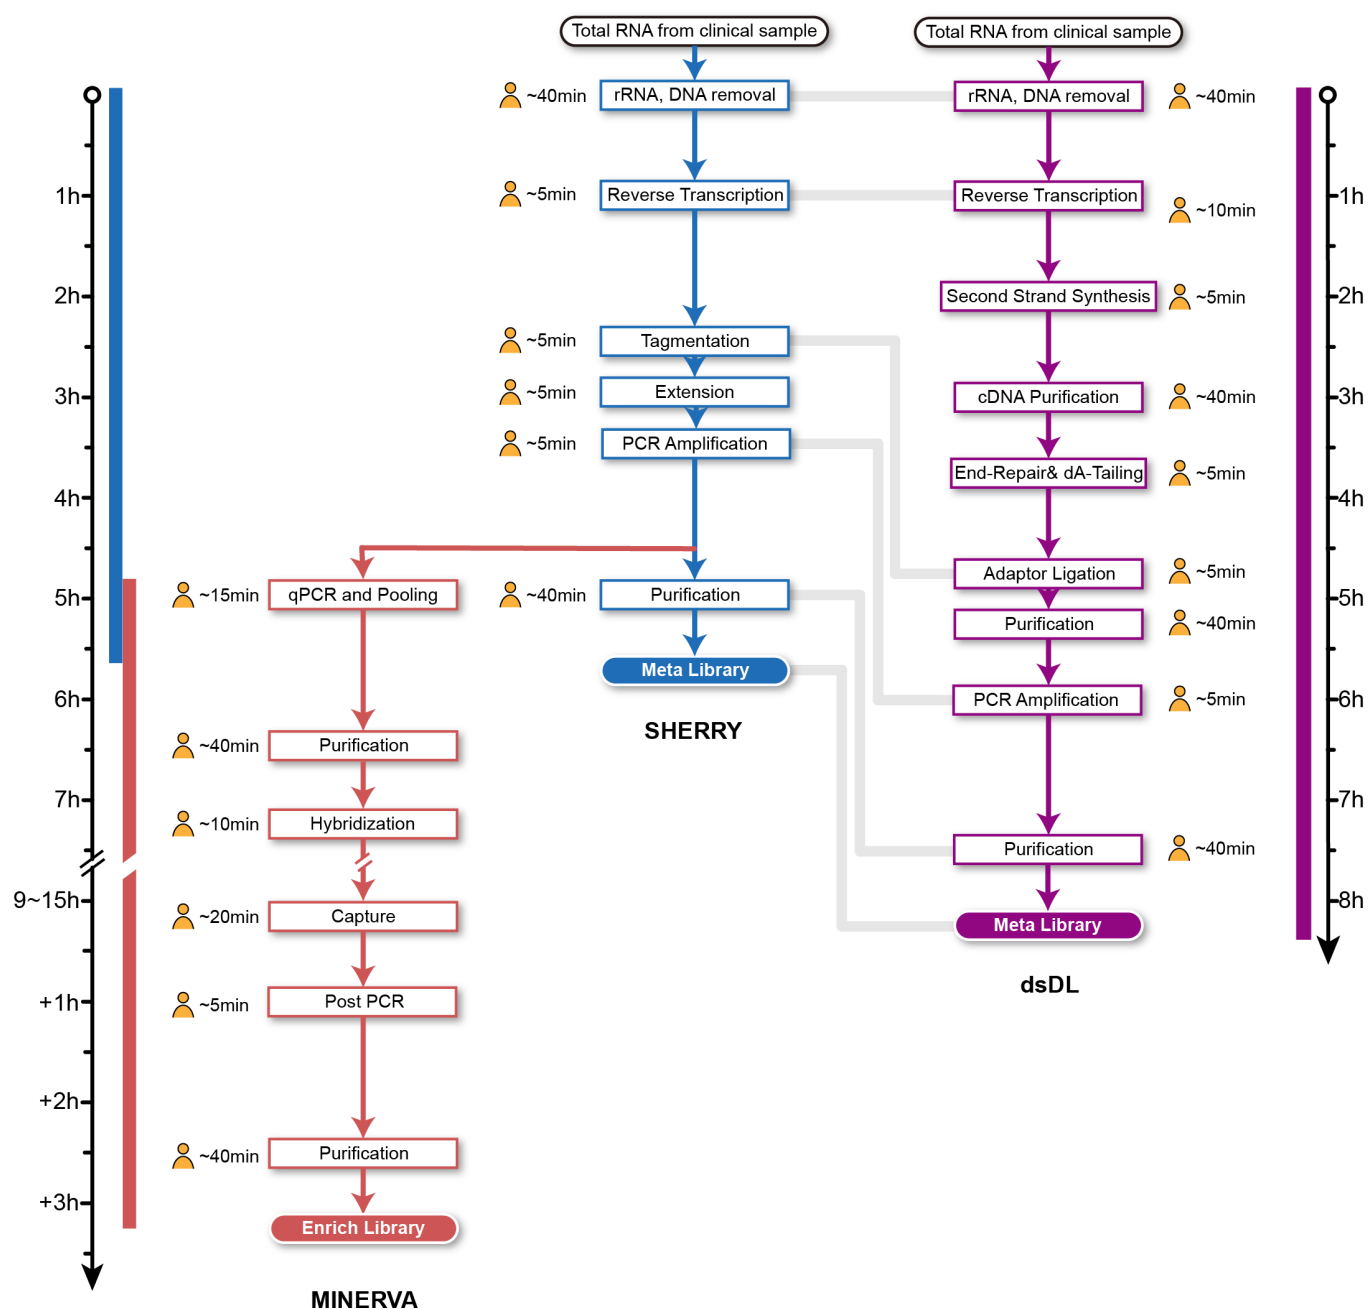 Total RNA from clinical sample
Total RNA from clinical sample
~40min
rRNA, DNA removal
rRNA, DNA removal
~40min
1h
~5min
Reverse Transcription
Reverse Transcription
~10min
1h
2h
Second Strand Synthesis
~5min
2h
~5min
Tagmentation
3h
~5min
Extension
cDNA Purification
~40min
3h
~5min
PCR Amplification
End-Repair& dA-Tailing
~5min
4h
4h
Adaptor Ligation
~5min
5h
~15min
qPCR and Pooling
~40min
Purification
5h
Purification
~40min
Meta Library
6h
PCR Amplification
~5min
6h
SHERRY
~40min
Purification
7h
7h
~10min
Hybridization
Purification
~40min
9~15h
~20min
Capture
Meta Library
8h
dsDL
+1h
~5min
Post PCR
+2h
~40min
Purification
+3h
Enrich Library
MINERVA